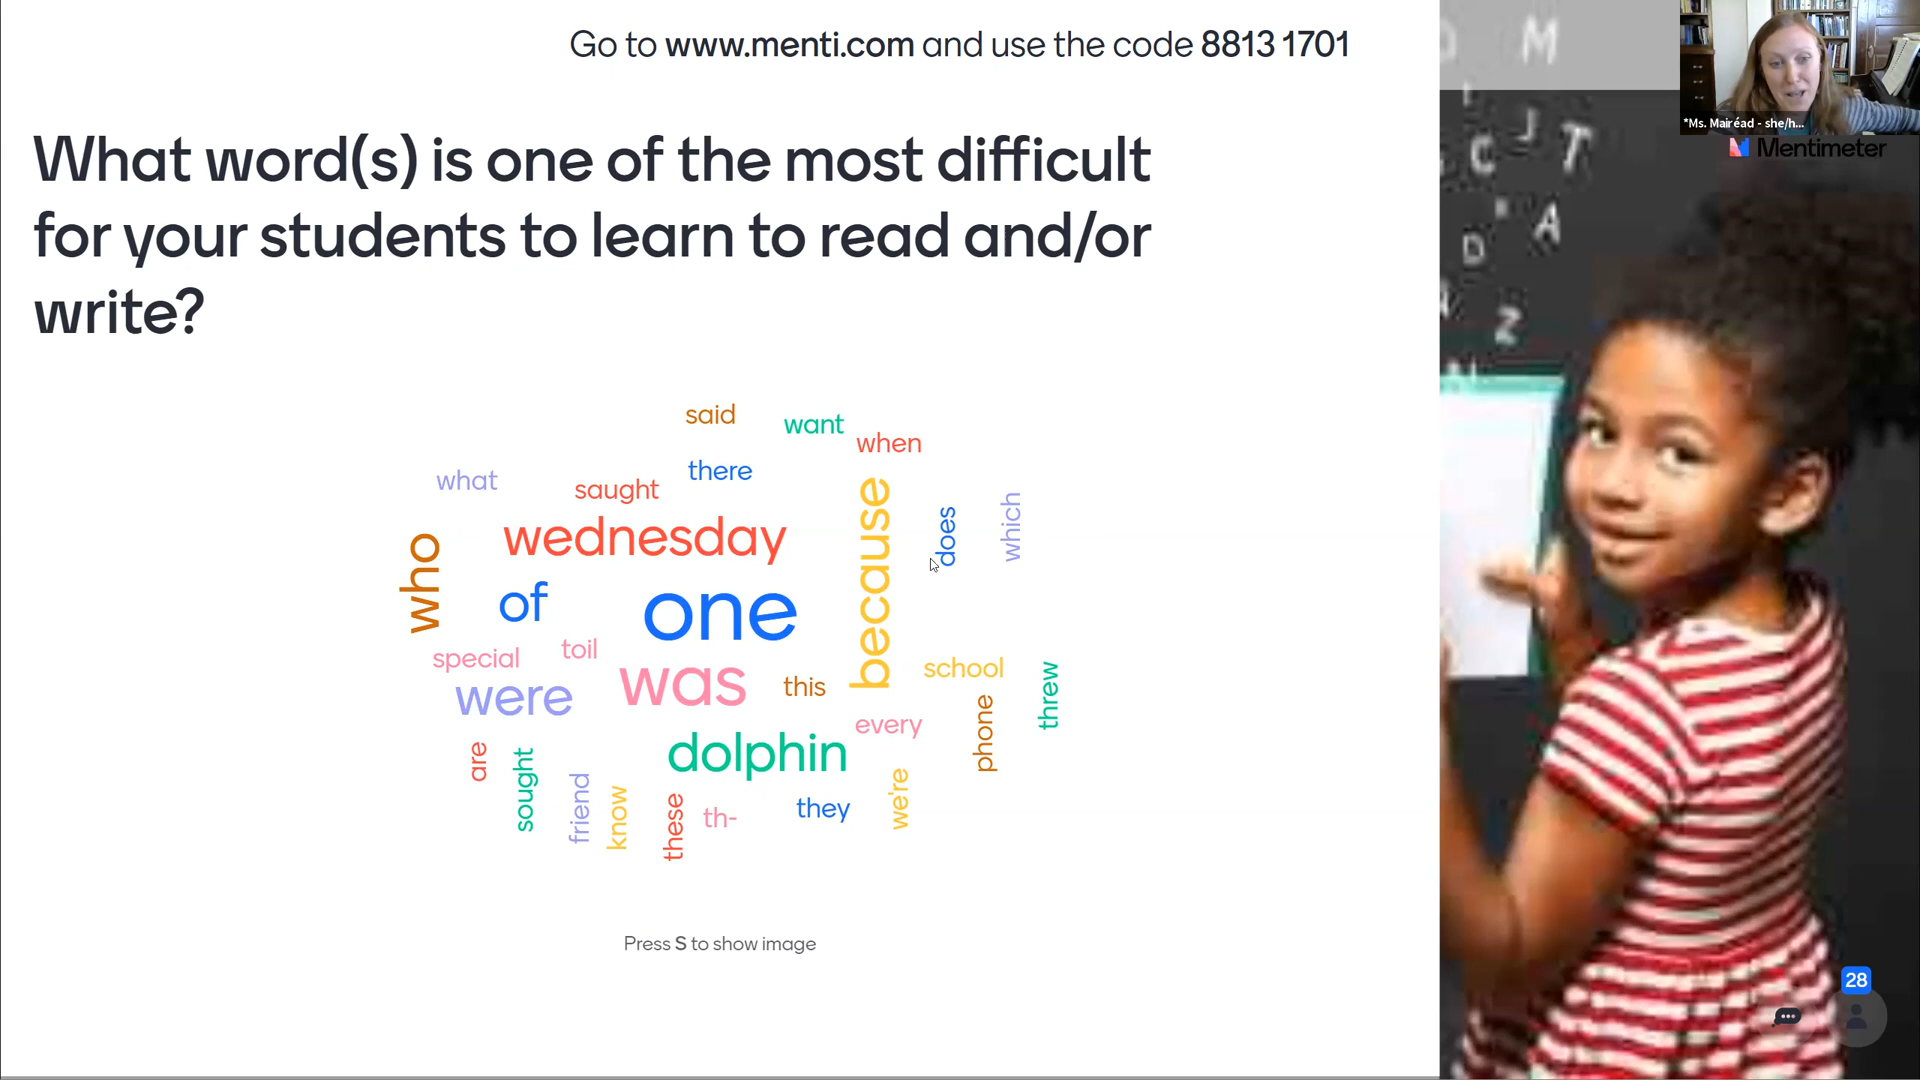 Go to www.menti.com and use the code 8813 1701
*Ms. Mairéad - she/h...
Mentimeter
What word(s) is one of the most difficult
for your students to learn to read and/or
write?
said
want
when
what
there
saught
wednesday
because
does
which
who
of
one
special
toil
was
this
school
were
threw
every
phone
are
sought
dolphin
friend
know
these
th-
they
we're
Press S to show image
28
M
J
C
T
A
D
Z